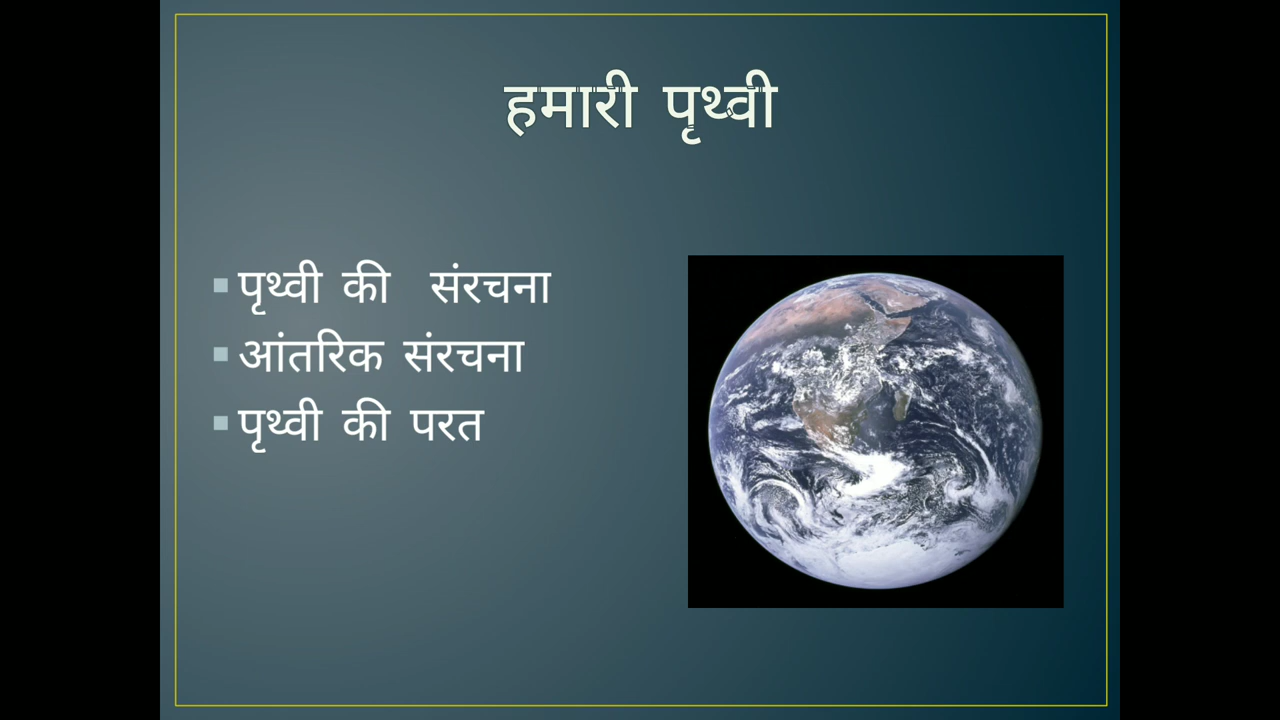 हमारी पृथ्वी
पृथ्वी की संरचना
आंतरिक संरचना
पृथ्वी की परत